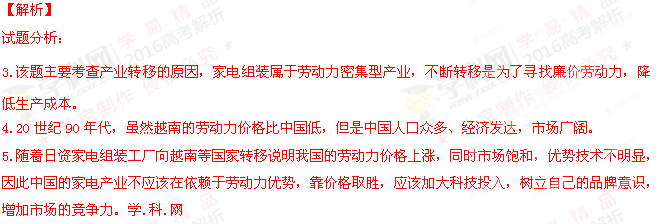 【解析】
试题分析：
3.该题主要考查产业转移的原因，家电组装属于劳动力密集型产业，不断转移是为了寻找廉价劳动力，降
低生产成本。
4.20 世纪 90 年代，虽然越南的劳动力价格比中国低，但是中国人口众多、经济发达，市场广阔。
5.随着日资家电组装工厂向越南等国家转移说明我国的劳动力价格上涨，同时市场饱和，优势技术不明显，
因此中国的家电产业不应该在依赖于劳动力优势，靠价格取胜，应该加大科技投入，树立自己的品牌意识，
增加市场的竞争力。学.科.网